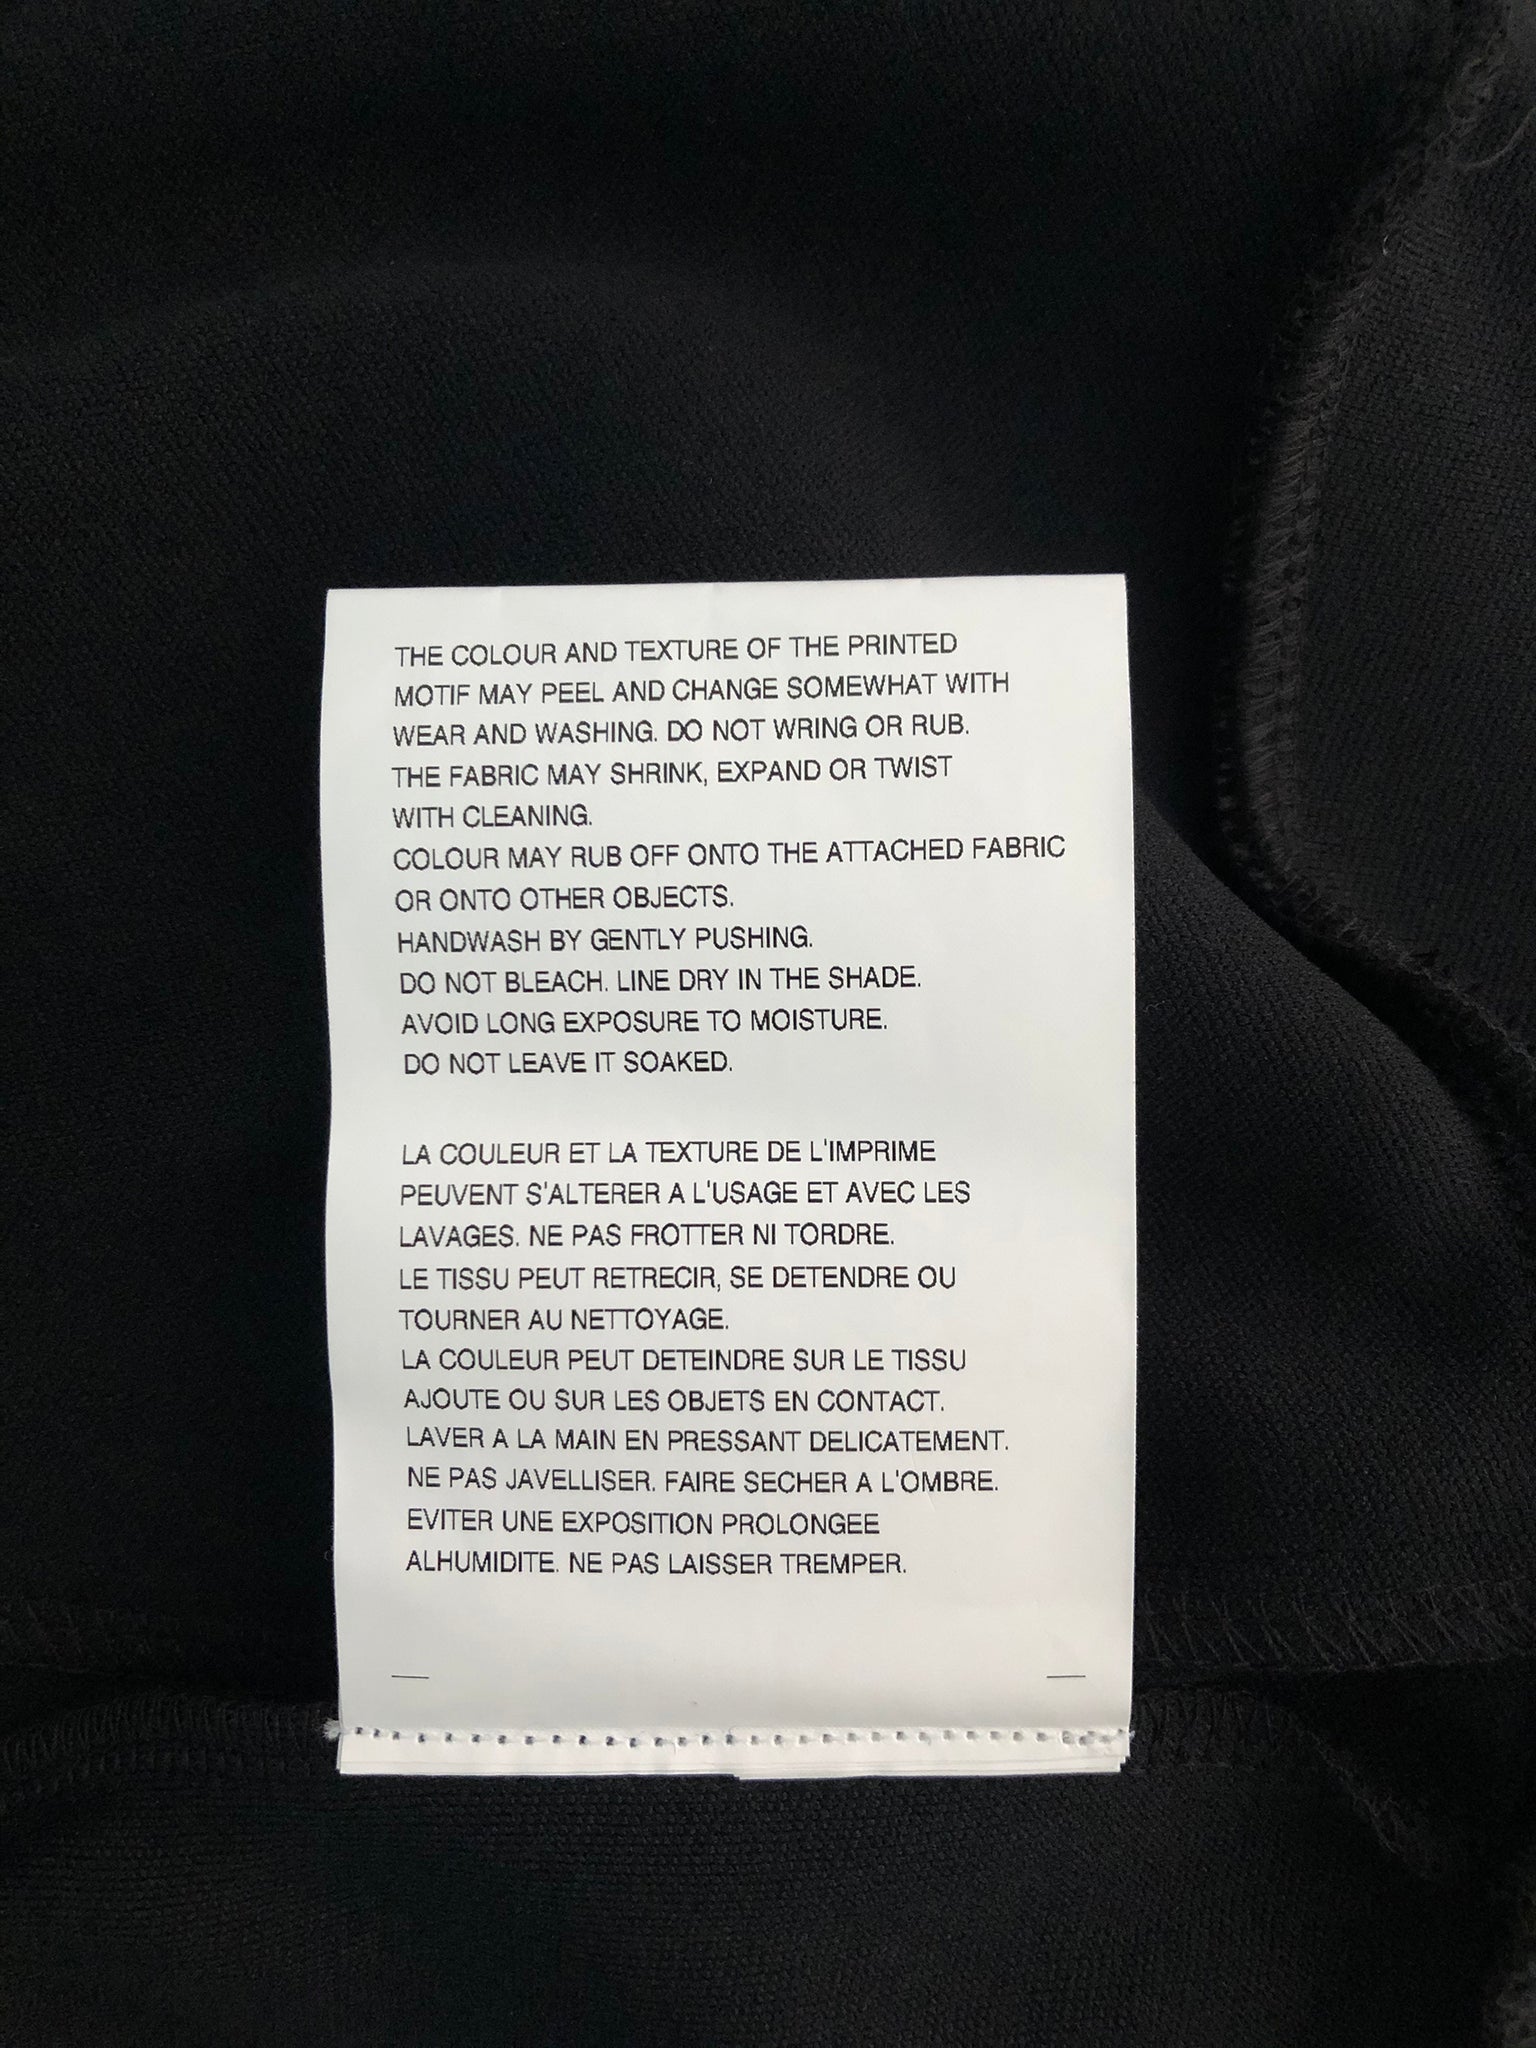 THE COLOUR AND TEXTURE OF THE PRINTED
MOTIF MAY PEEL AND CHANGE SOMEWHAT WITH
WEAR AND WASHING. DO NOT WRING OR RUB.
THE FABRIC MAY SHRINK, EXPAND OR TWIST
WITH CLEANING.
COLOUR MAY RUB OFF ONTO THE ATTACHED FABRIC
OR ONTO OTHER OBJECTS.
HANDWASH BY GENTLY PUSHING.
DO NOT BLEACH. LINE DRY IN THE SHADE.
AVOID LONG EXPOSURE TO MOISTURE.
DO NOT LEAVE IT SOAKED.
LA COULEUR ET LA TEXTURE DE L'IMPRIME
PEUVENT S'ALTERER A L'USAGE ET AVEC LES
LAVAGES. NE PAS FROTTER NI TORDRE.
LE TISSU PEUT RETRECIR, SE DETENDRE OU
TOURNER AU NETTOYAGE.
LA COULEUR PEUT DETEINDRE SUR LE TISSU
AJOUTE OU SUR LES OBJETS EN CONTACT.
LAVER A LA MAIN EN PRESSANT DELICATEMENT.
NE PAS JAVELLISER. FAIRE SECHER A L'OMBRE.
EVITER UNE EXPOSITION PROLONGEE
ALHUMIDITE. NE PAS LAISSER TREMPER.